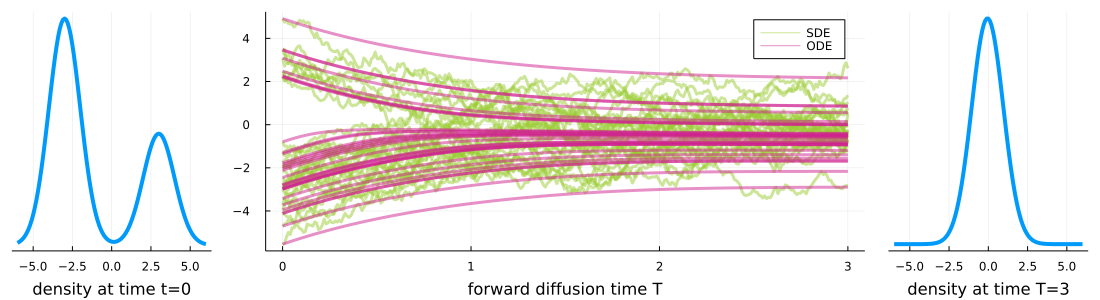 −5.0 −2.5 0.0 2.5 5.0
density at time t=0
4
2
0
−2
−4
0 1 2 3
forward diffusion time T
SDE
ODE
−5.0 −2.5 0.0 2.5 5.0
density at time T=3